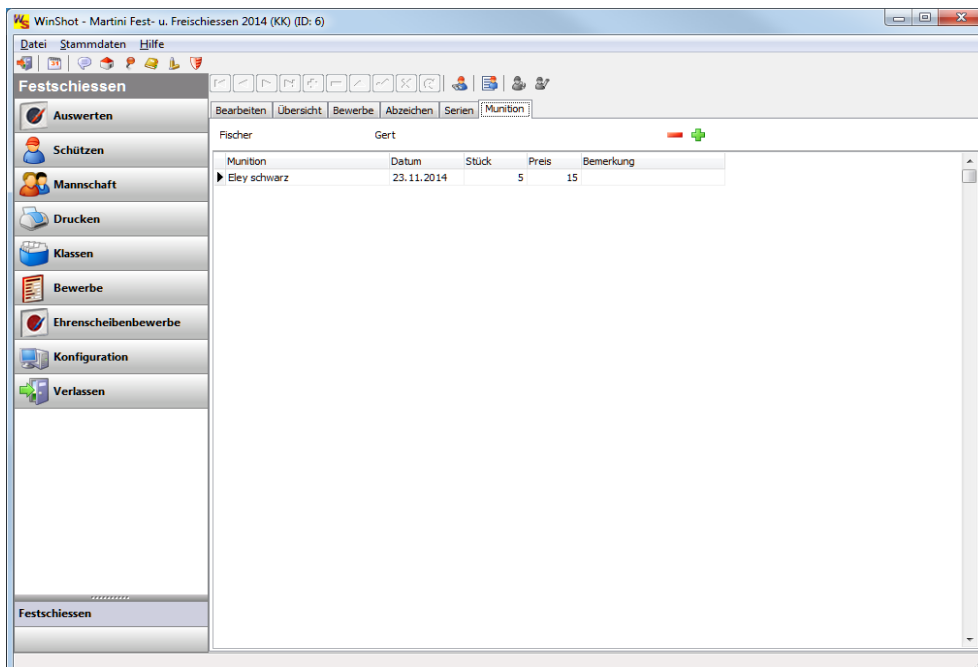 WinShot - Martini Fest- u. Freischiessen 2014 (KK) (ID: 6)
Datei Stammdaten Hilfe
Festschiessen
Auswerten
Schützen
Mannschaft
Drucken
Klassen
Bewerbe
Ehrenscheibenbewerbe
Konfiguration
Verlassen
Festschiessen
Bearbeiten Übersicht Bewerbe Abzeichen Serien Munition
Fischer Gert
Munition Datum Stück Preis Bemerkung
Eley schwarz 23.11.2014 5 15